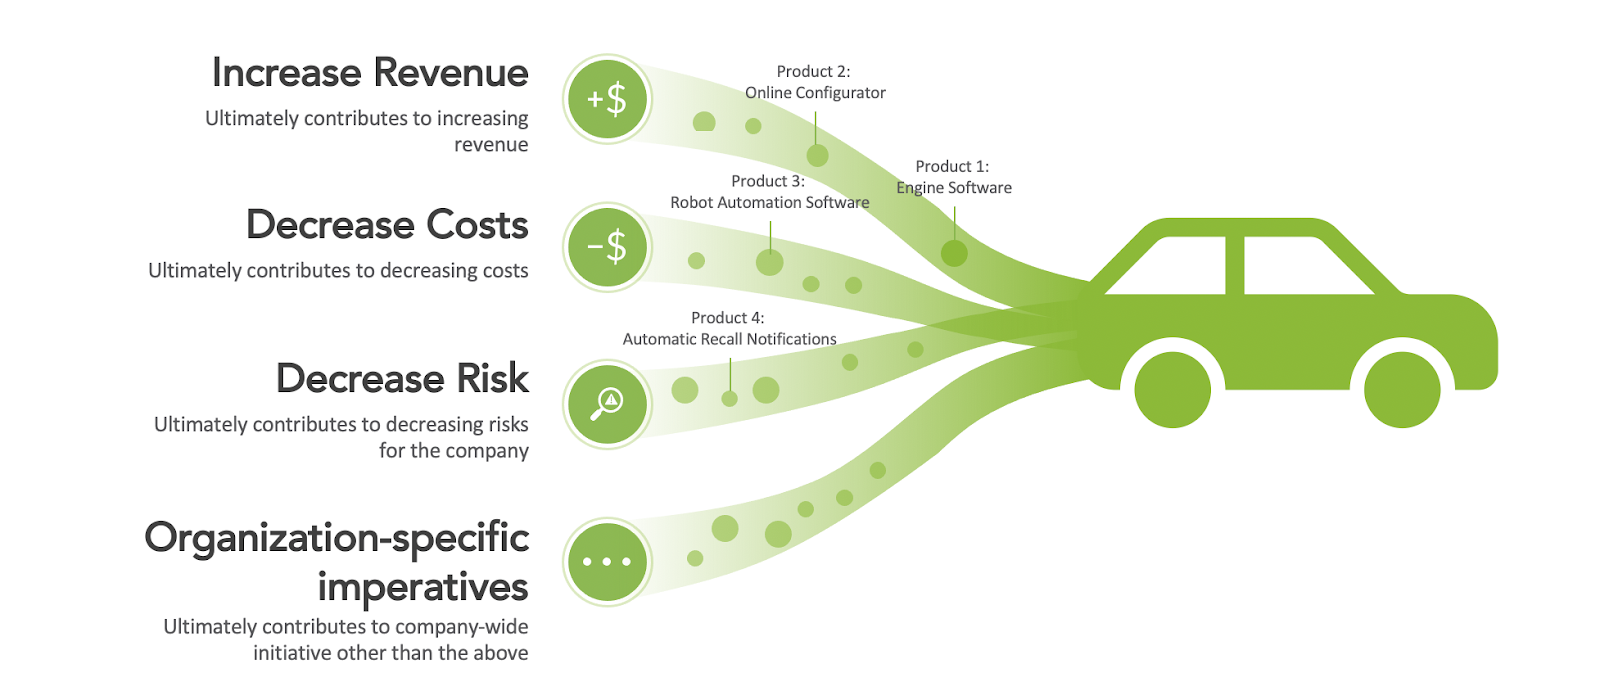 Increase Revenue
Ultimately contributes to increasing
revenue
+$
Product 2:
Online Configurator
Product 1:
Engine Software
Decrease Costs
Ultimately contributes to decreasing costs
−$
Product 3:
Robot Automation Software
Decrease Risk
Ultimately contributes to decreasing risks
for the company
Product 4:
Automatic Recall Notifications
Organization-specific
imperatives
Ultimately contributes to company-wide
initiative other than the above